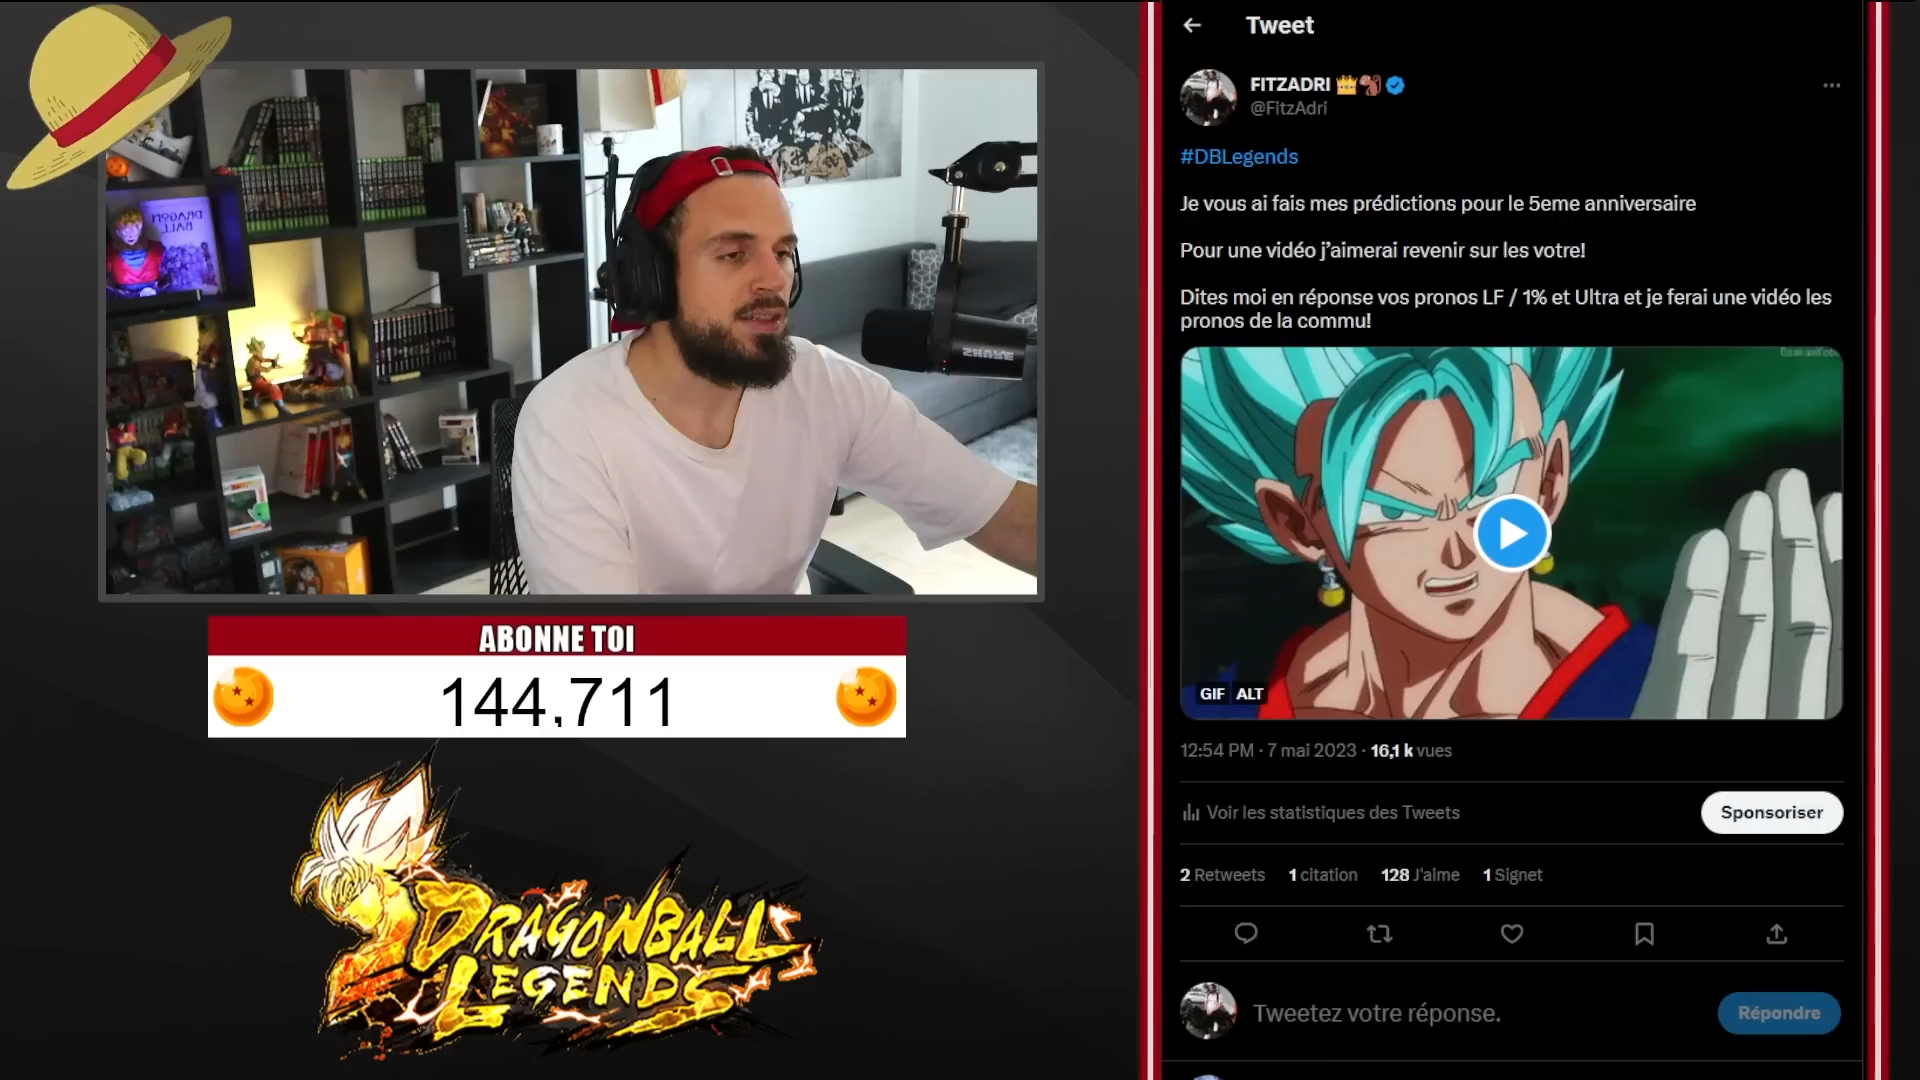 Tweet
FITZADRI
@FitzAdri
#DBLegends
Je vous ai fais mes prédictions pour le 5eme anniversaire
Pour une vidéo j'aimerai revenir sur les votre!
Dites moi en réponse vos pronos LF / 1% et Ultra et je ferai une vidéo les
pronos de la commu!
GIF ALT
12:54 PM · 7 mai 2023 · 16,1 k vues
Voir les statistiques des Tweets
Sponsoriser
2 Retweets 1 citation 128 J'aime 1 Signet
Tweetez votre réponse.
Répondre
SHURE
ABONNE TOI
144,711
DRAGONBALL
LEGENDS